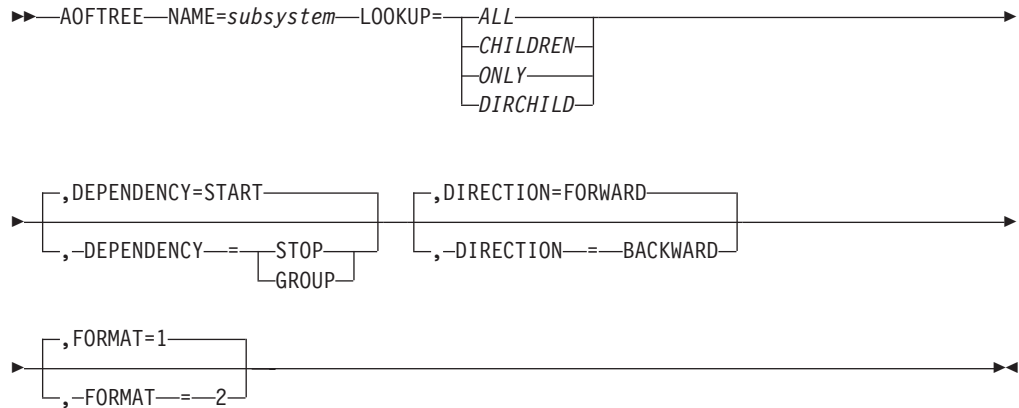 AOFTREE NAME=subsystem LOOKUP= ALL
CHILDREN
ONLY
DIRCHILD
,DEPENDENCY=START ,DIRECTION=FORWARD
, DEPENDENCY = STOP , DIRECTION = BACKWARD
GROUP
,FORMAT=1
, FORMAT = 2